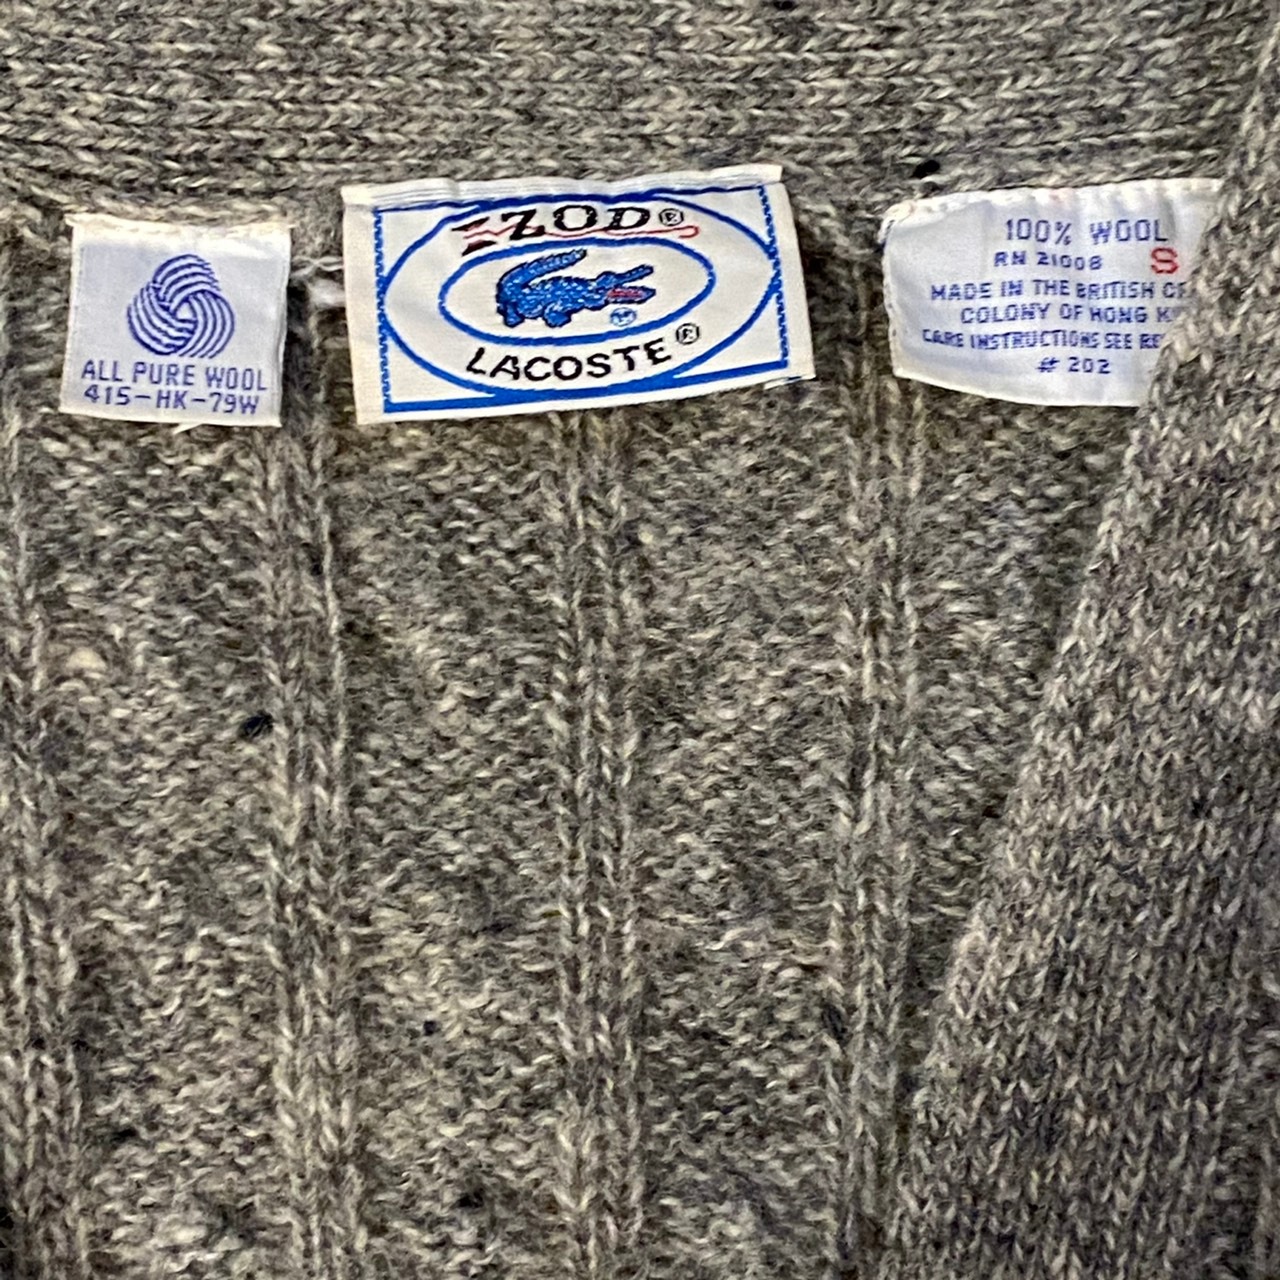 ALL PURE WOOL
415-HK-79W
IZOD®
LACOSTE®
100% WOOL
RN 21008 S
MADE IN THE BRITISH
COLONY OF HONG
CARE INSTRUCTIONS SEE
# 202